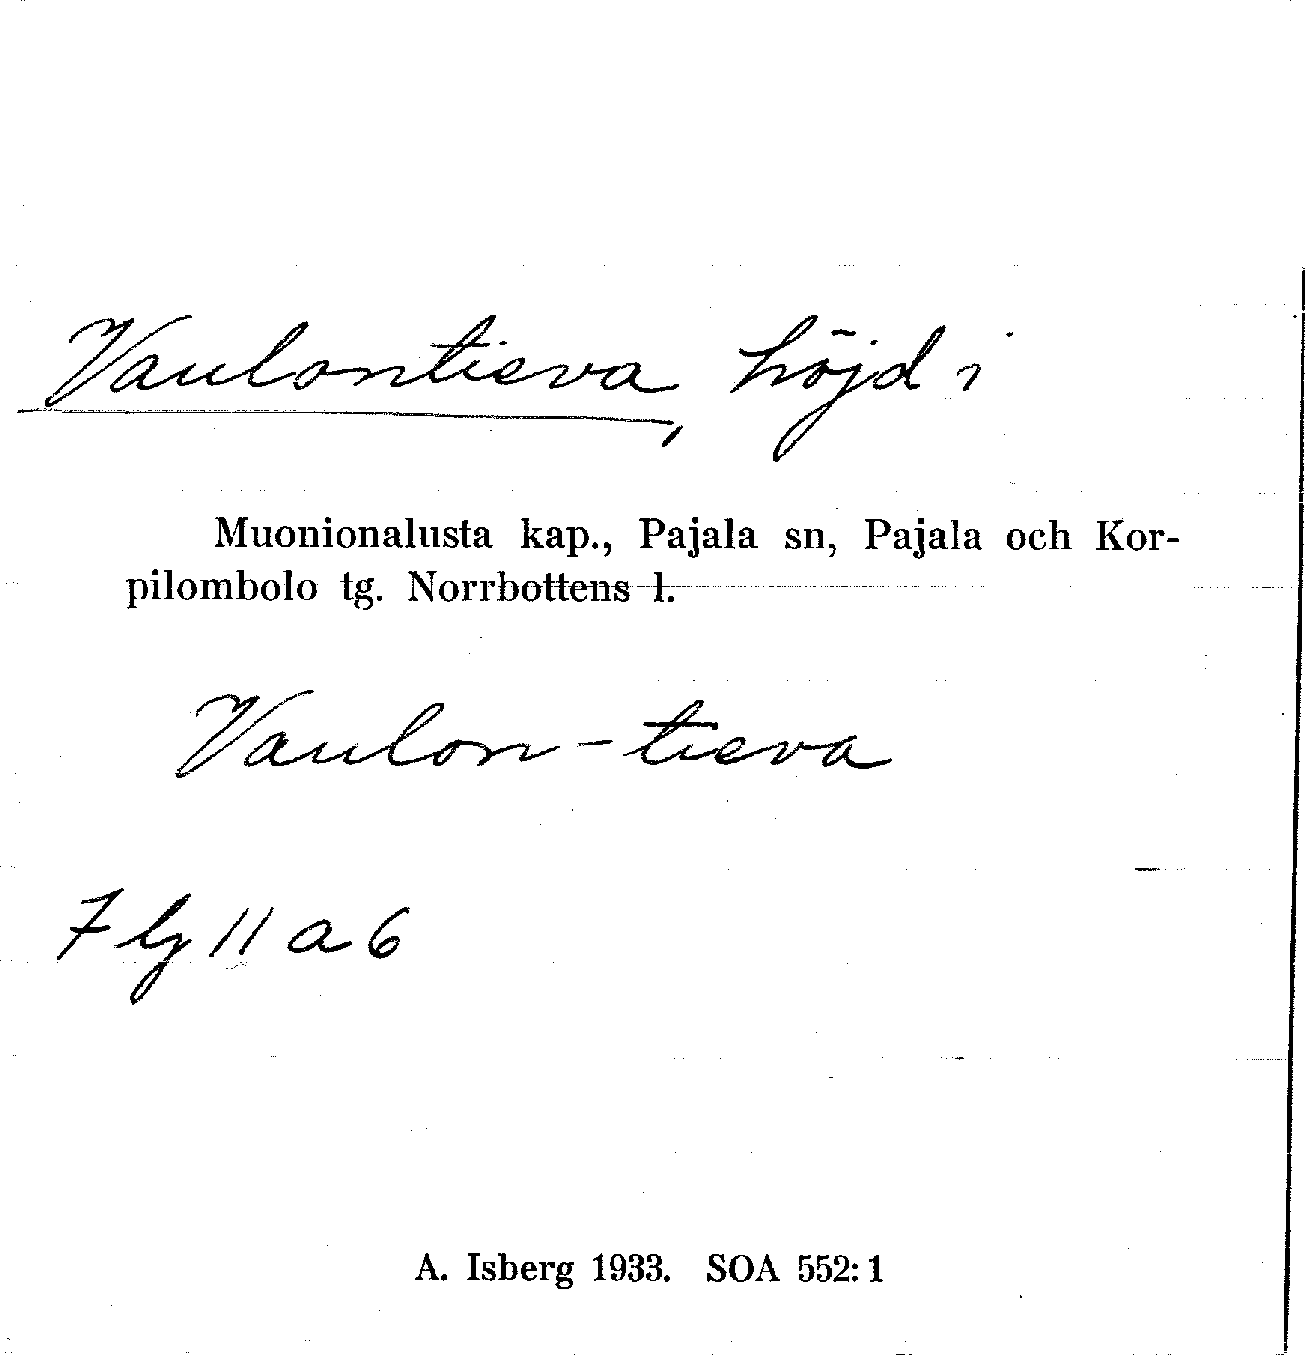 Vaulontieva, höjd i
Muonionalusta kap., Pajala sn, Pajala och Kor-
pilombolo tg. Norrbottens l.
Vaulon-tieva
7 lg 11 a 6
A. Isberg 1933. SOA 552:1